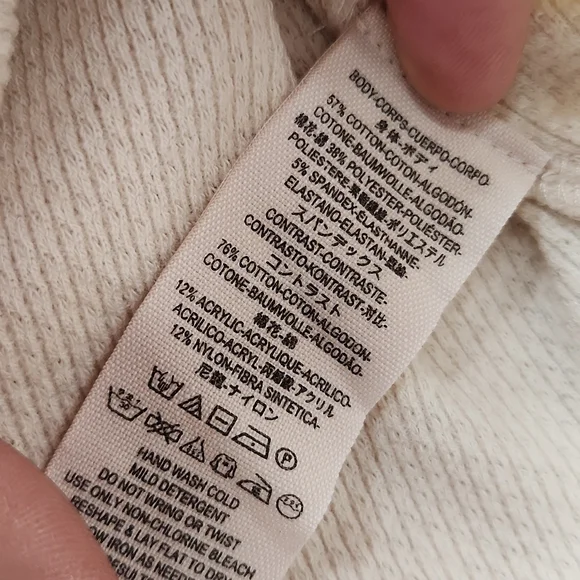 BODY-CORPS-CUERPO-CORPO-
身体-ボディ
57% COTTON-COTON-ALGODÓN-
COTONE-BAUMWOLLE-ALGODÃO-
棉花-綿 38% POLYESTER-POLIÉSTER-
POLIESTERE-聚酯纖維-ポリエステル
5% SPANDEX-ÉLASTHANNE-
ELASTANO-ELASTAN-氨綸-
スパンデックス
CONTRAST-CONTRASTE-
CONTRASTO-KONTRAST-对比-
コントラスト
76% COTTON-COTON-ALGODÓN-
COTONE-BAUMWOLLE-ALGODÃO-
棉花-綿
12% ACRYLIC-ACRYLIQUE-ACRILICO-
ACRÍLICO-ACRYL-丙烯酸-アクリル
12% NYLON-FIBRA SINTETICA-
尼龍-ナイロン
P
HAND WASH COLD
MILD DETERGENT
DO NOT WRING OR TWIST
USE ONLY NON-CHLORINE BLEACH
RESHAPE & LAY FLAT TO DRY
IRON AS NEEDED